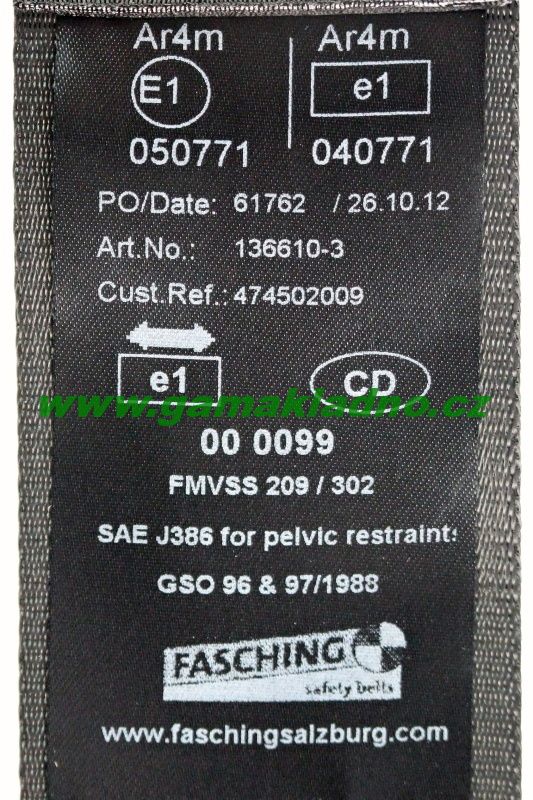 Ar4m Ar4m
E1 e1
050771 040771
PO/Date: 61762 / 26.10.12
Art.No.: 136610-3
Cust.Ref.: 474502009
e1 CD
www.gamakladno.cz
00 0099
FMVSS 209 / 302
SAE J386 for pelvic restraints
GSO 96 & 97/1988
FASCHING
safety belts
www.faschingsalzburg.com